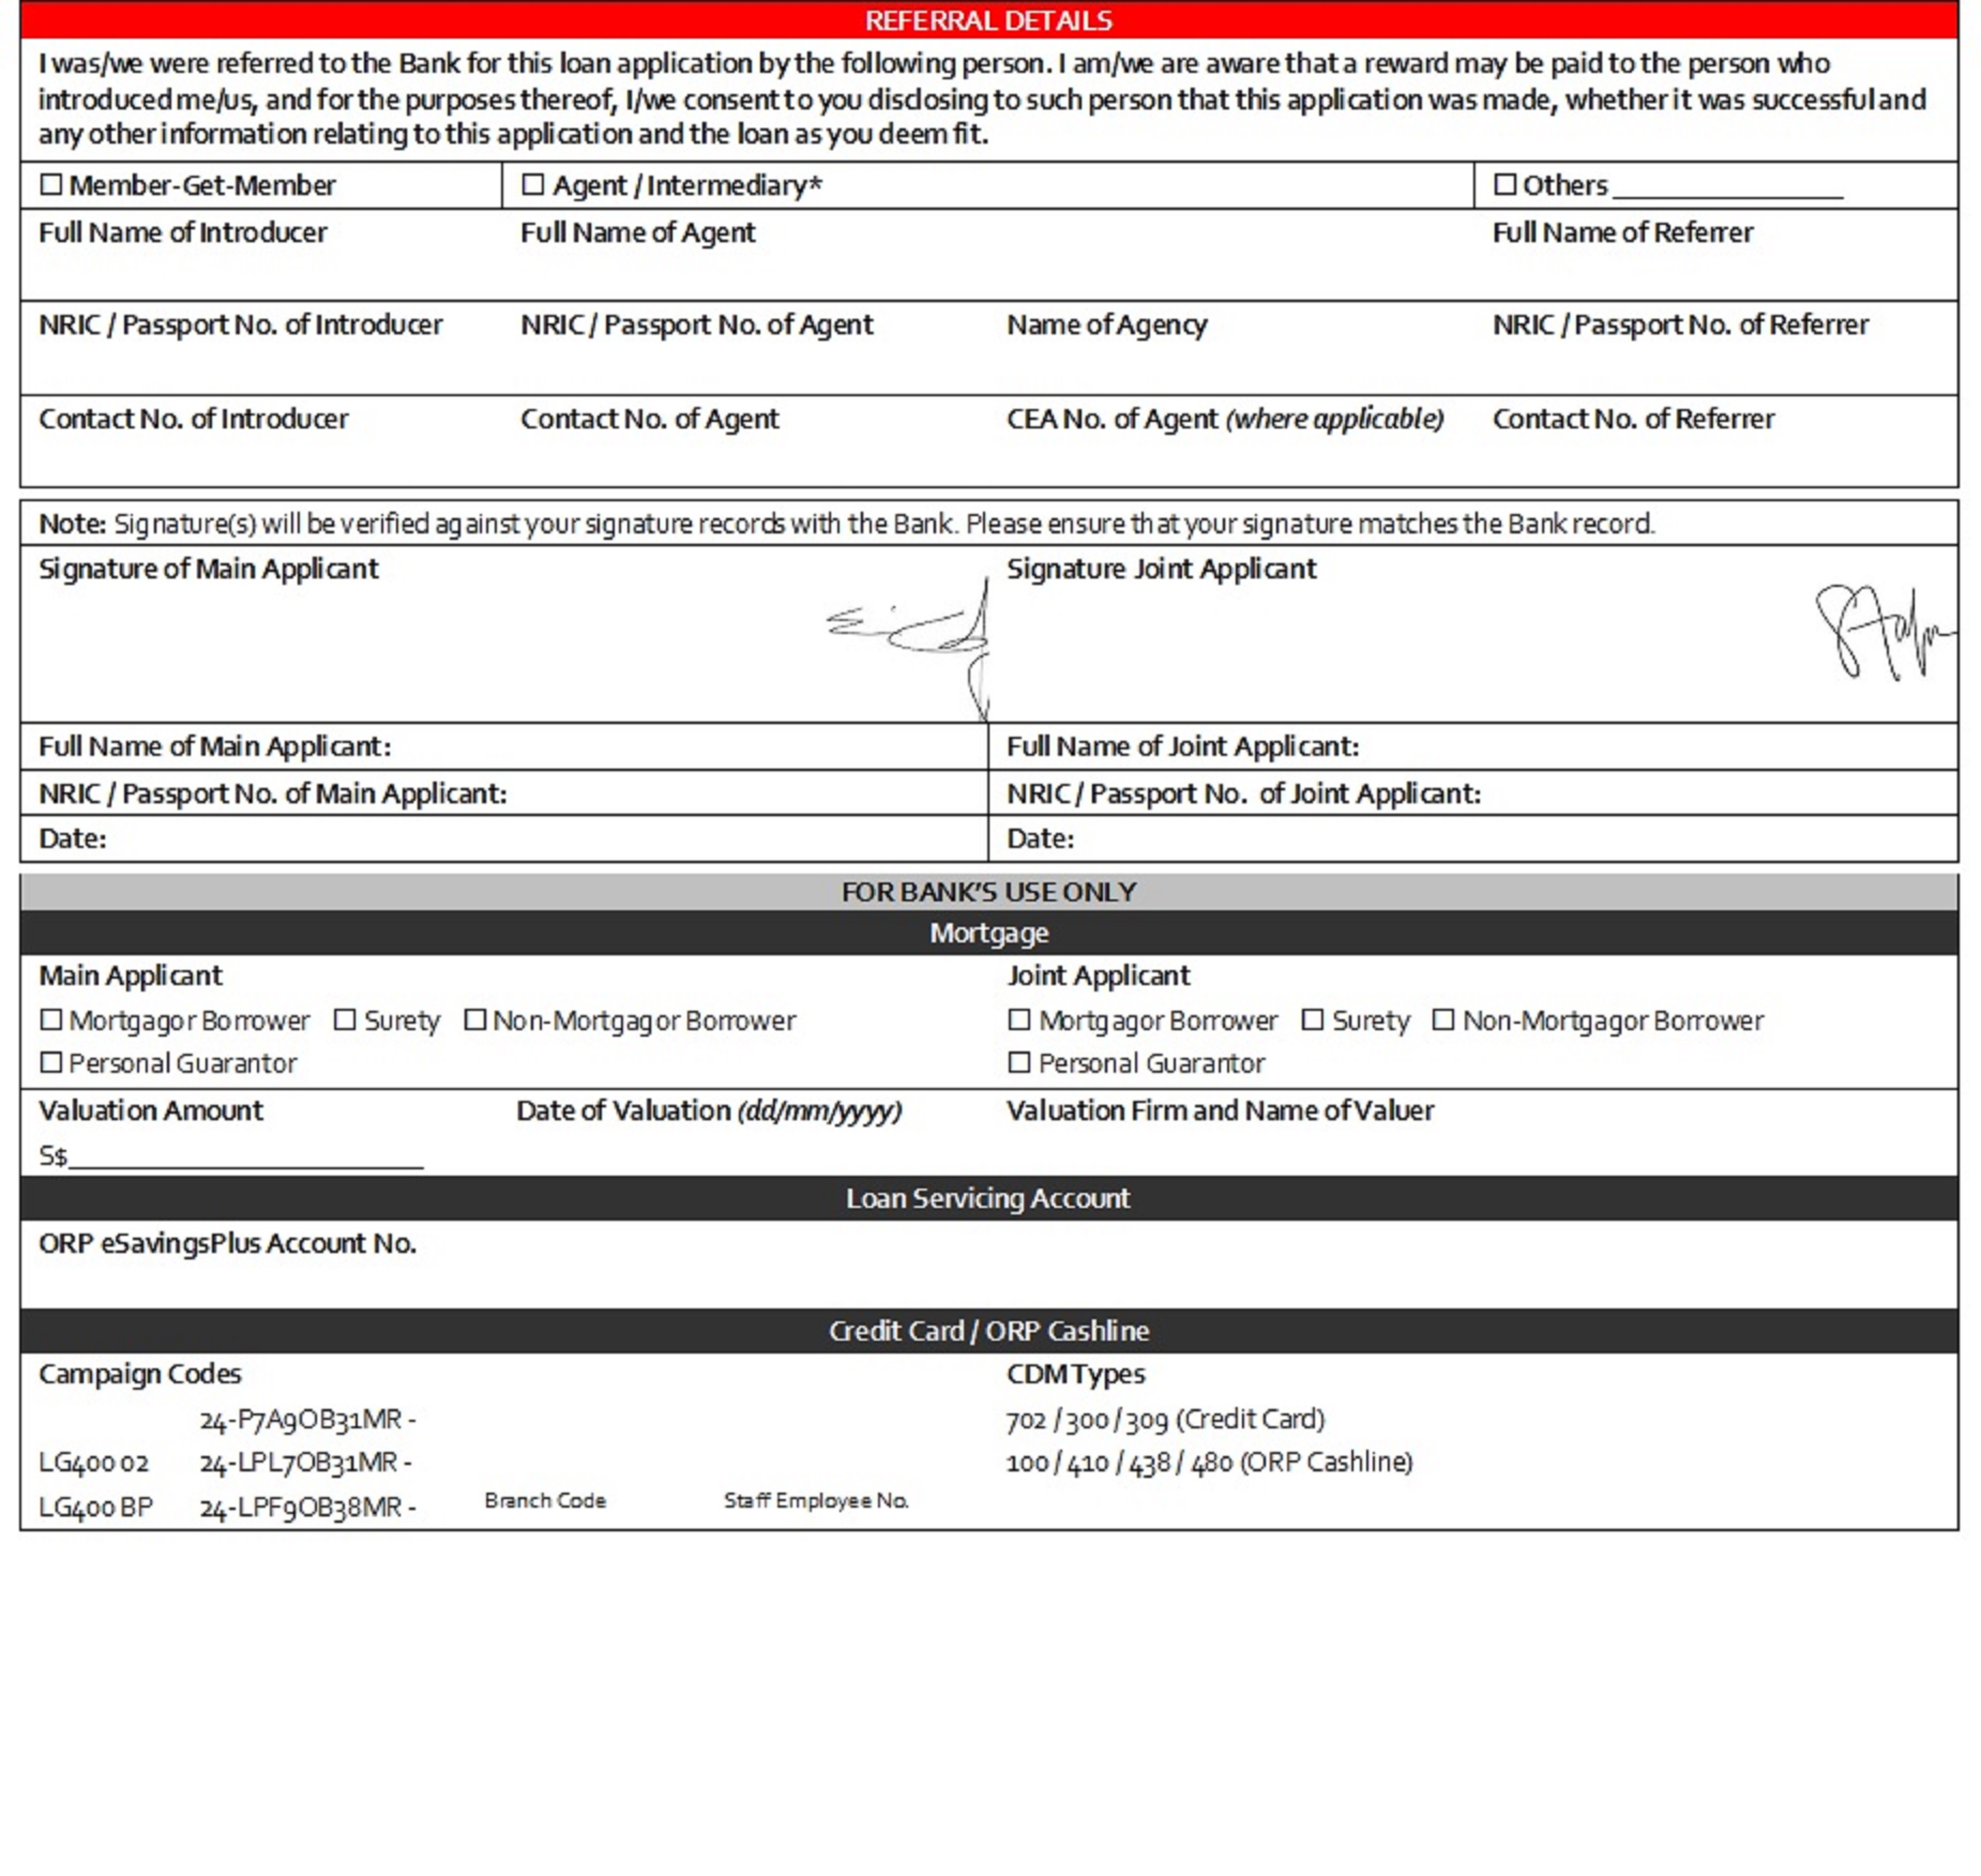 REFERRAL DETAILS
I was/we were referred to the Bank for this loan application by the following person. I am/we are aware that a reward may be paid to the person who
introduced me/us, and for the purposes thereof, I/we consent to you disclosing to such person that this application was made, whether it was successful and
any other information relating to this application and the loan as you deem fit.
☐ Member-Get-Member ☐ Agent / Intermediary* ☐ Others ____________
Full Name of Introducer Full Name of Agent Full Name of Referrer
NRIC / Passport No. of Introducer NRIC / Passport No. of Agent Name of Agency NRIC / Passport No. of Referrer
Contact No. of Introducer Contact No. of Agent CEA No. of Agent (where applicable) Contact No. of Referrer
Note: Signature(s) will be verified against your signature records with the Bank. Please ensure that your signature matches the Bank record.
Signature of Main Applicant Signature Joint Applicant
Full Name of Main Applicant: Full Name of Joint Applicant:
NRIC / Passport No. of Main Applicant: NRIC / Passport No. of Joint Applicant:
Date: Date:
FOR BANK'S USE ONLY
Mortgage
Main Applicant Joint Applicant
☐ Mortgagor Borrower ☐ Surety ☐ Non-Mortgagor Borrower ☐ Mortgagor Borrower ☐ Surety ☐ Non-Mortgagor Borrower
☐ Personal Guarantor ☐ Personal Guarantor
Valuation Amount Date of Valuation (dd/mm/yyyy) Valuation Firm and Name of Valuer
S$____________
Loan Servicing Account
ORP eSavingsPlus Account No.
Credit Card / ORP Cashline
Campaign Codes CDM Types
24-P7A9OB31MR - 702 / 300 / 309 (Credit Card)
LG400 02 24-LPL7OB31MR - 100 / 410 / 438 / 480 (ORP Cashline)
LG400 BP 24-LPF9OB38MR - Branch Code Staff Employee No.